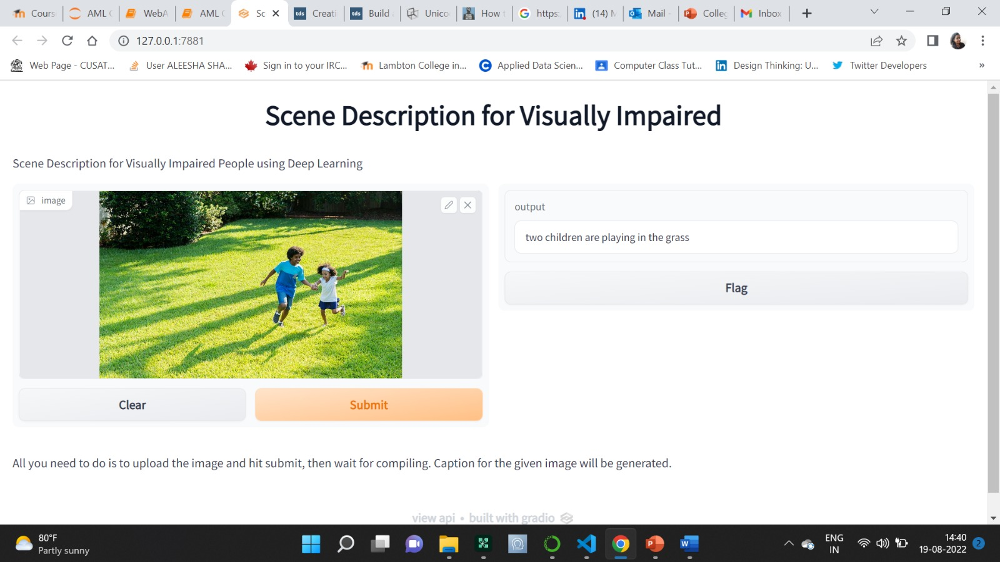 Cours
AML
WebA
AML
Sc
Creati
Build
Unico
How
https:
(14)
Mail
Colleg
Inbox
127.0.0.1:7881
Web Page - CUSAT...
User ALEESHA SHA...
Sign in to your IRC...
Lambton College in...
Applied Data Scien...
Computer Class Tut...
Design Thinking: U...
Twitter Developers
»
Scene Description for Visually Impaired
Scene Description for Visually Impaired People using Deep Learning
image
output
two children are playing in the grass
Flag
Clear
Submit
All you need to do is to upload the image and hit submit, then wait for compiling. Caption for the given image will be generated.
view api • built with gradio
80°F
Partly sunny
ENG
IN
14:40
19-08-2022
2